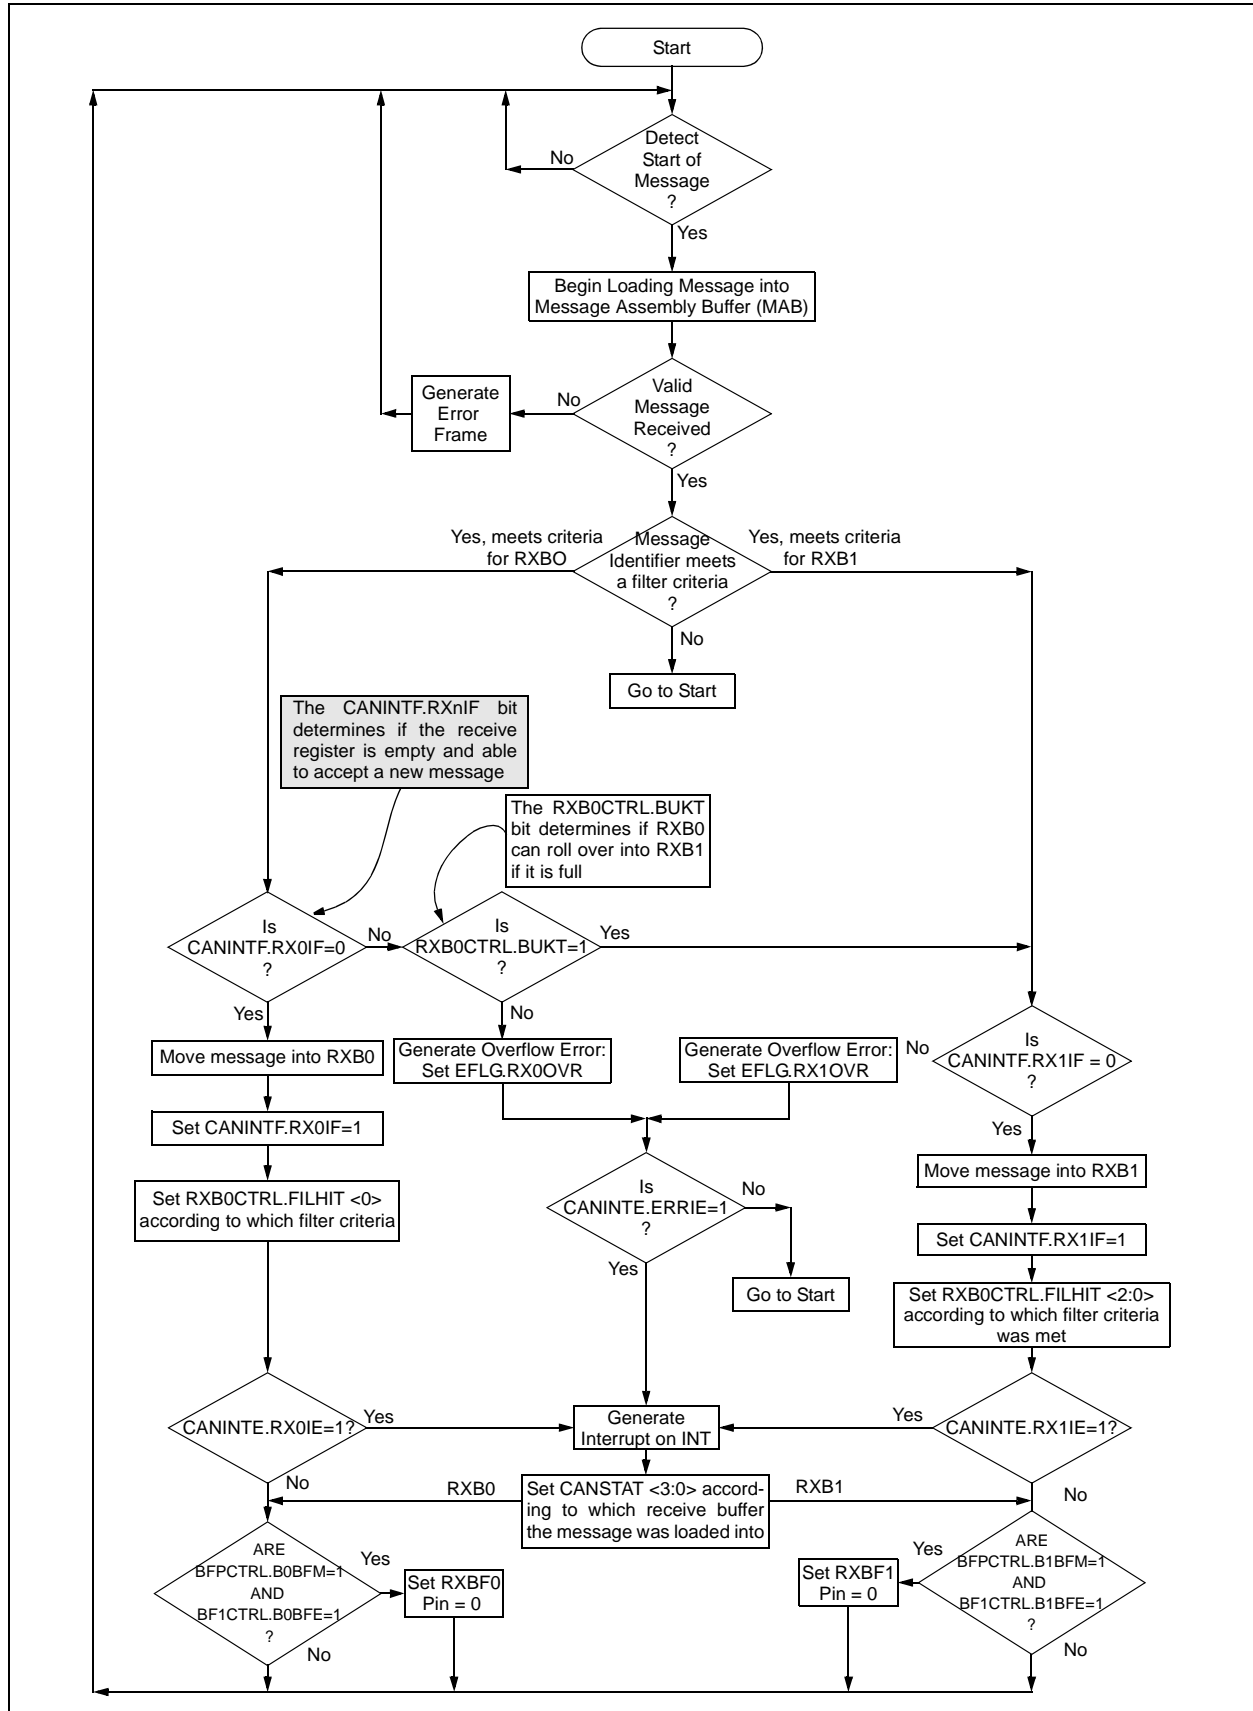 Start
Detect
Start of
Message
?
No
Yes
Begin Loading Message into
Message Assembly Buffer (MAB)
Generate
Error
Frame
No
Valid
Message
Received
?
Yes
Yes, meets criteria
for RXBO
Message
Identifier meets
a filter criteria
?
Yes, meets criteria
for RXB1
No
Go to Start
The CANINTF.RXnIF bit
determines if the receive
register is empty and able
to accept a new message
The RXB0CTRL.BUKT
bit determines if RXB0
can roll over into RXB1
if it is full
Is
CANINTF.RX0IF=0
?
No
Is
RXB0CTRL.BUKT=1
?
Yes
Yes
No
Move message into RXB0
Generate Overflow Error:
Set EFLG.RX0OVR
Generate Overflow Error:
Set EFLG.RX1OVR
No
Is
CANINTF.RX1IF = 0
?
Set CANINTF.RX0IF=1
Yes
Set RXB0CTRL.FILHIT <0>
according to which filter criteria
Is
CANINTE.ERRIE=1
?
No
Yes
Go to Start
Move message into RXB1
Set CANINTF.RX1IF=1
Set RXB0CTRL.FILHIT <2:0>
according to which filter criteria
was met
CANINTE.RX0IE=1?
Yes
Generate
Interrupt on INT
Yes
CANINTE.RX1IE=1?
No
RXB0
Set CANSTAT <3:0> accord-
ing to which receive buffer
the message was loaded into
RXB1
No
ARE
BFPCTRL.B0BFM=1
AND
BF1CTRL.B0BFE=1
?
Yes
Set RXBF0
Pin = 0
No
Set RXBF1
Pin = 0
Yes
ARE
BFPCTRL.B1BFM=1
AND
BF1CTRL.B1BFE=1
?
No